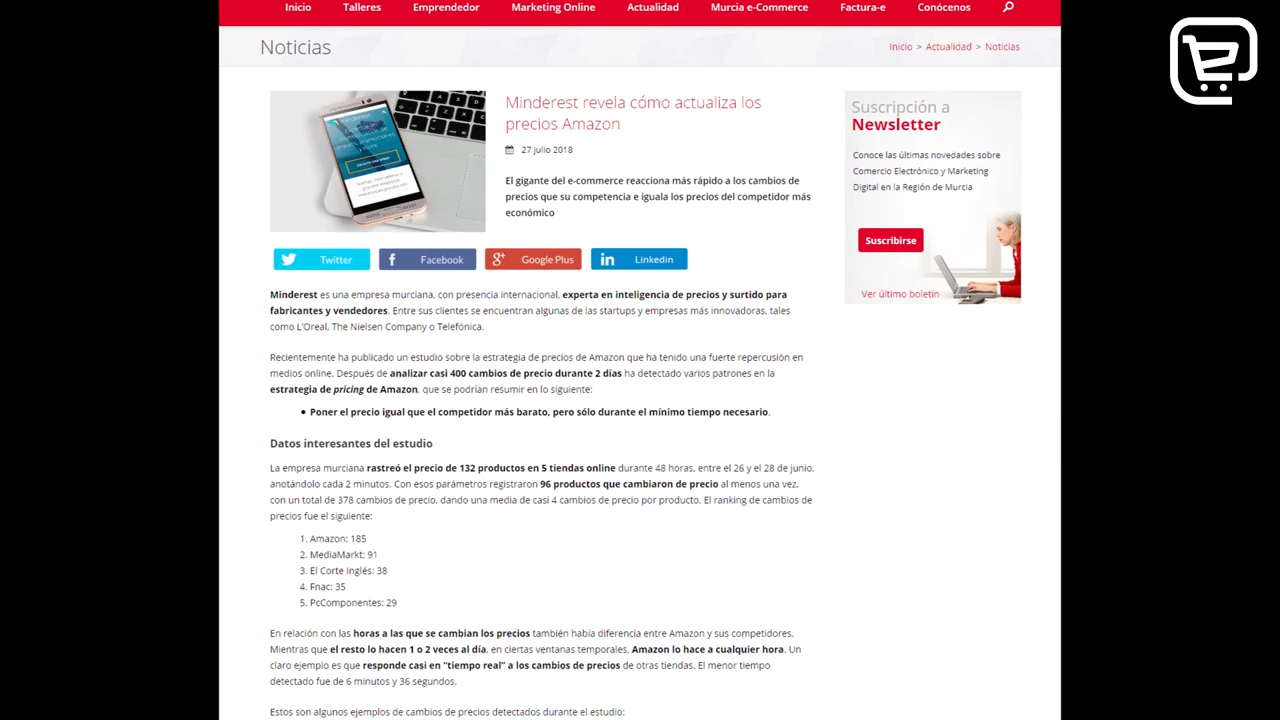 Inicio Talleres Emprendedor Marketing Online Actualidad Murcia e-Commerce Factura-e Conócenos
Noticias
Inicio > Actualidad > Noticias
Minderest revela cómo actualiza los
precios Amazon
27 julio 2018
El gigante del e-commerce reacciona más rápido a los cambios de
precios que su competencia e iguala los precios del competidor más
económico
Suscripción a
Newsletter
Conoce las últimas novedades sobre
Comercio Electrónico y Marketing
Digital en la Región de Murcia
Suscribirse
Ver último boletín
Twitter Facebook Google Plus Linkedin
Minderest es una empresa murciana, con presencia internacional, experta en inteligencia de precios y surtido para
fabricantes y vendedores. Entre sus clientes se encuentran algunas de las startups y empresas más innovadoras, tales
como L'Oreal, The Nielsen Company o Telefónica.
Recientemente ha publicado un estudio sobre la estrategia de precios de Amazon que ha tenido una fuerte repercusión en
medios online. Después de analizar casi 400 cambios de precio durante 2 días ha detectado varios patrones en la
estrategia de pricing de Amazon, que se podrían resumir en lo siguiente:
• Poner el precio igual que el competidor más barato, pero sólo durante el mínimo tiempo necesario.
Datos interesantes del estudio
La empresa murciana rastreó el precio de 132 productos en 5 tiendas online durante 48 horas, entre el 26 y el 28 de junio,
anotándolo cada 2 minutos. Con esos parámetros registraron 96 productos que cambiaron de precio al menos una vez,
con un total de 378 cambios de precio, dando una media de casi 4 cambios de precio por producto. El ranking de cambios de
precios fue el siguiente:
1. Amazon: 185
2. MediaMarkt: 91
3. El Corte Inglés: 38
4. Fnac: 35
5. PcComponentes: 29
En relación con las horas a las que se cambian los precios también había diferencia entre Amazon y sus competidores.
Mientras que el resto lo hacen 1 o 2 veces al día, en ciertas ventanas temporales, Amazon lo hace a cualquier hora. Un
claro ejemplo es que responde casi en "tiempo real" a los cambios de precios de otras tiendas. El menor tiempo
detectado fue de 6 minutos y 36 segundos.
Estos son algunos ejemplos de cambios de precios detectados durante el estudio: